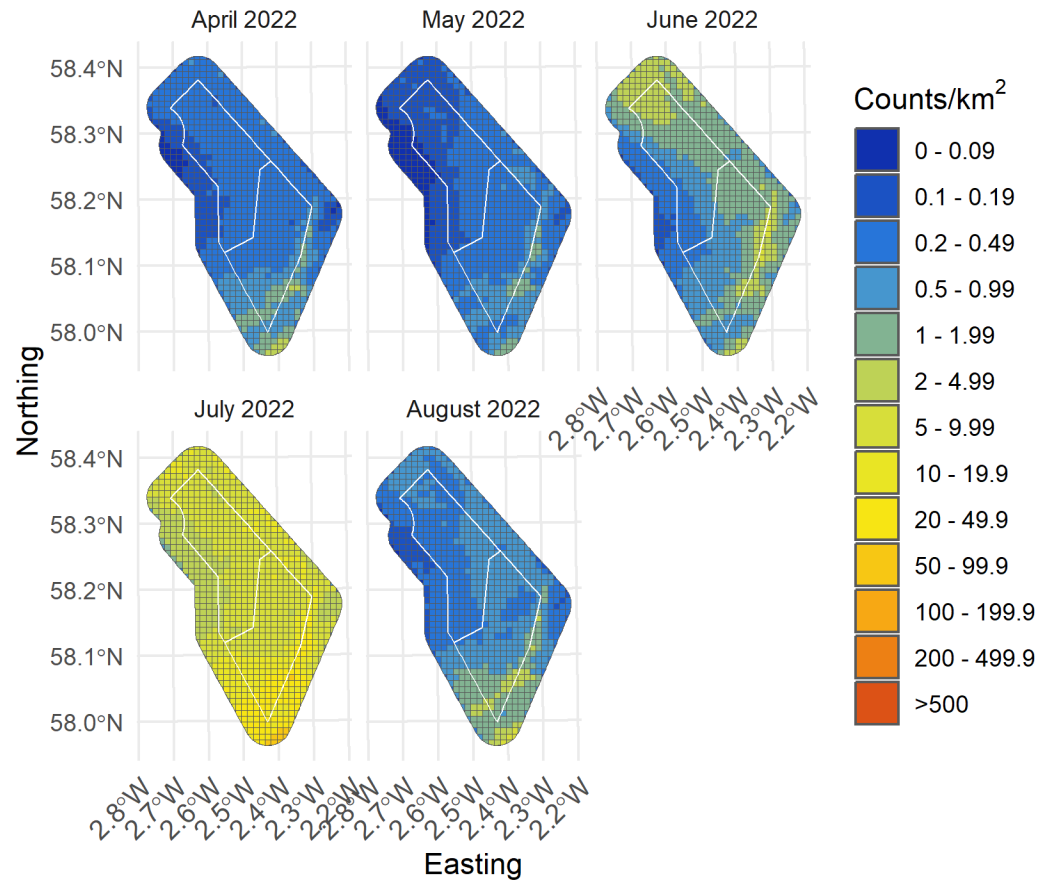 April 2022
May 2022
June 2022
58.4°N
58.3°N
58.2°N
58.1°N
58.0°N
2.8°W
2.7°W
2.6°W
2.5°W
2.4°W
2.3°W
2.2°W
July 2022
August 2022
58.4°N
58.3°N
58.2°N
58.1°N
58.0°N
2.8°W
2.7°W
2.6°W
2.5°W
2.4°W
2.3°W
2.2°W
2.8°W
2.7°W
2.6°W
2.5°W
2.4°W
2.3°W
2.2°W
Northing
Easting
Counts/km²
0 - 0.09
0.1 - 0.19
0.2 - 0.49
0.5 - 0.99
1 - 1.99
2 - 4.99
5 - 9.99
10 - 19.9
20 - 49.9
50 - 99.9
100 - 199.9
200 - 499.9
>500